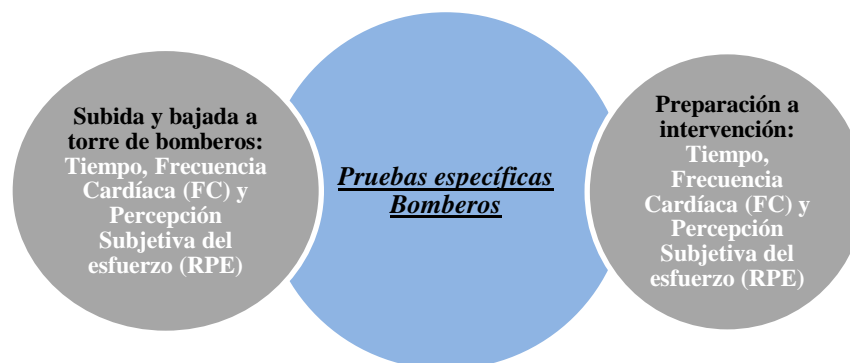 Subida y bajada a
torre de bomberos:
Tiempo, Frecuencia
Cardíaca (FC) y
Percepción
Subjetiva del
esfuerzo (RPE)
Pruebas específicas
Bomberos
Preparación a
intervención:
Tiempo,
Frecuencia
Cardíaca (FC) y
Percepción
Subjetiva del
esfuerzo (RPE)